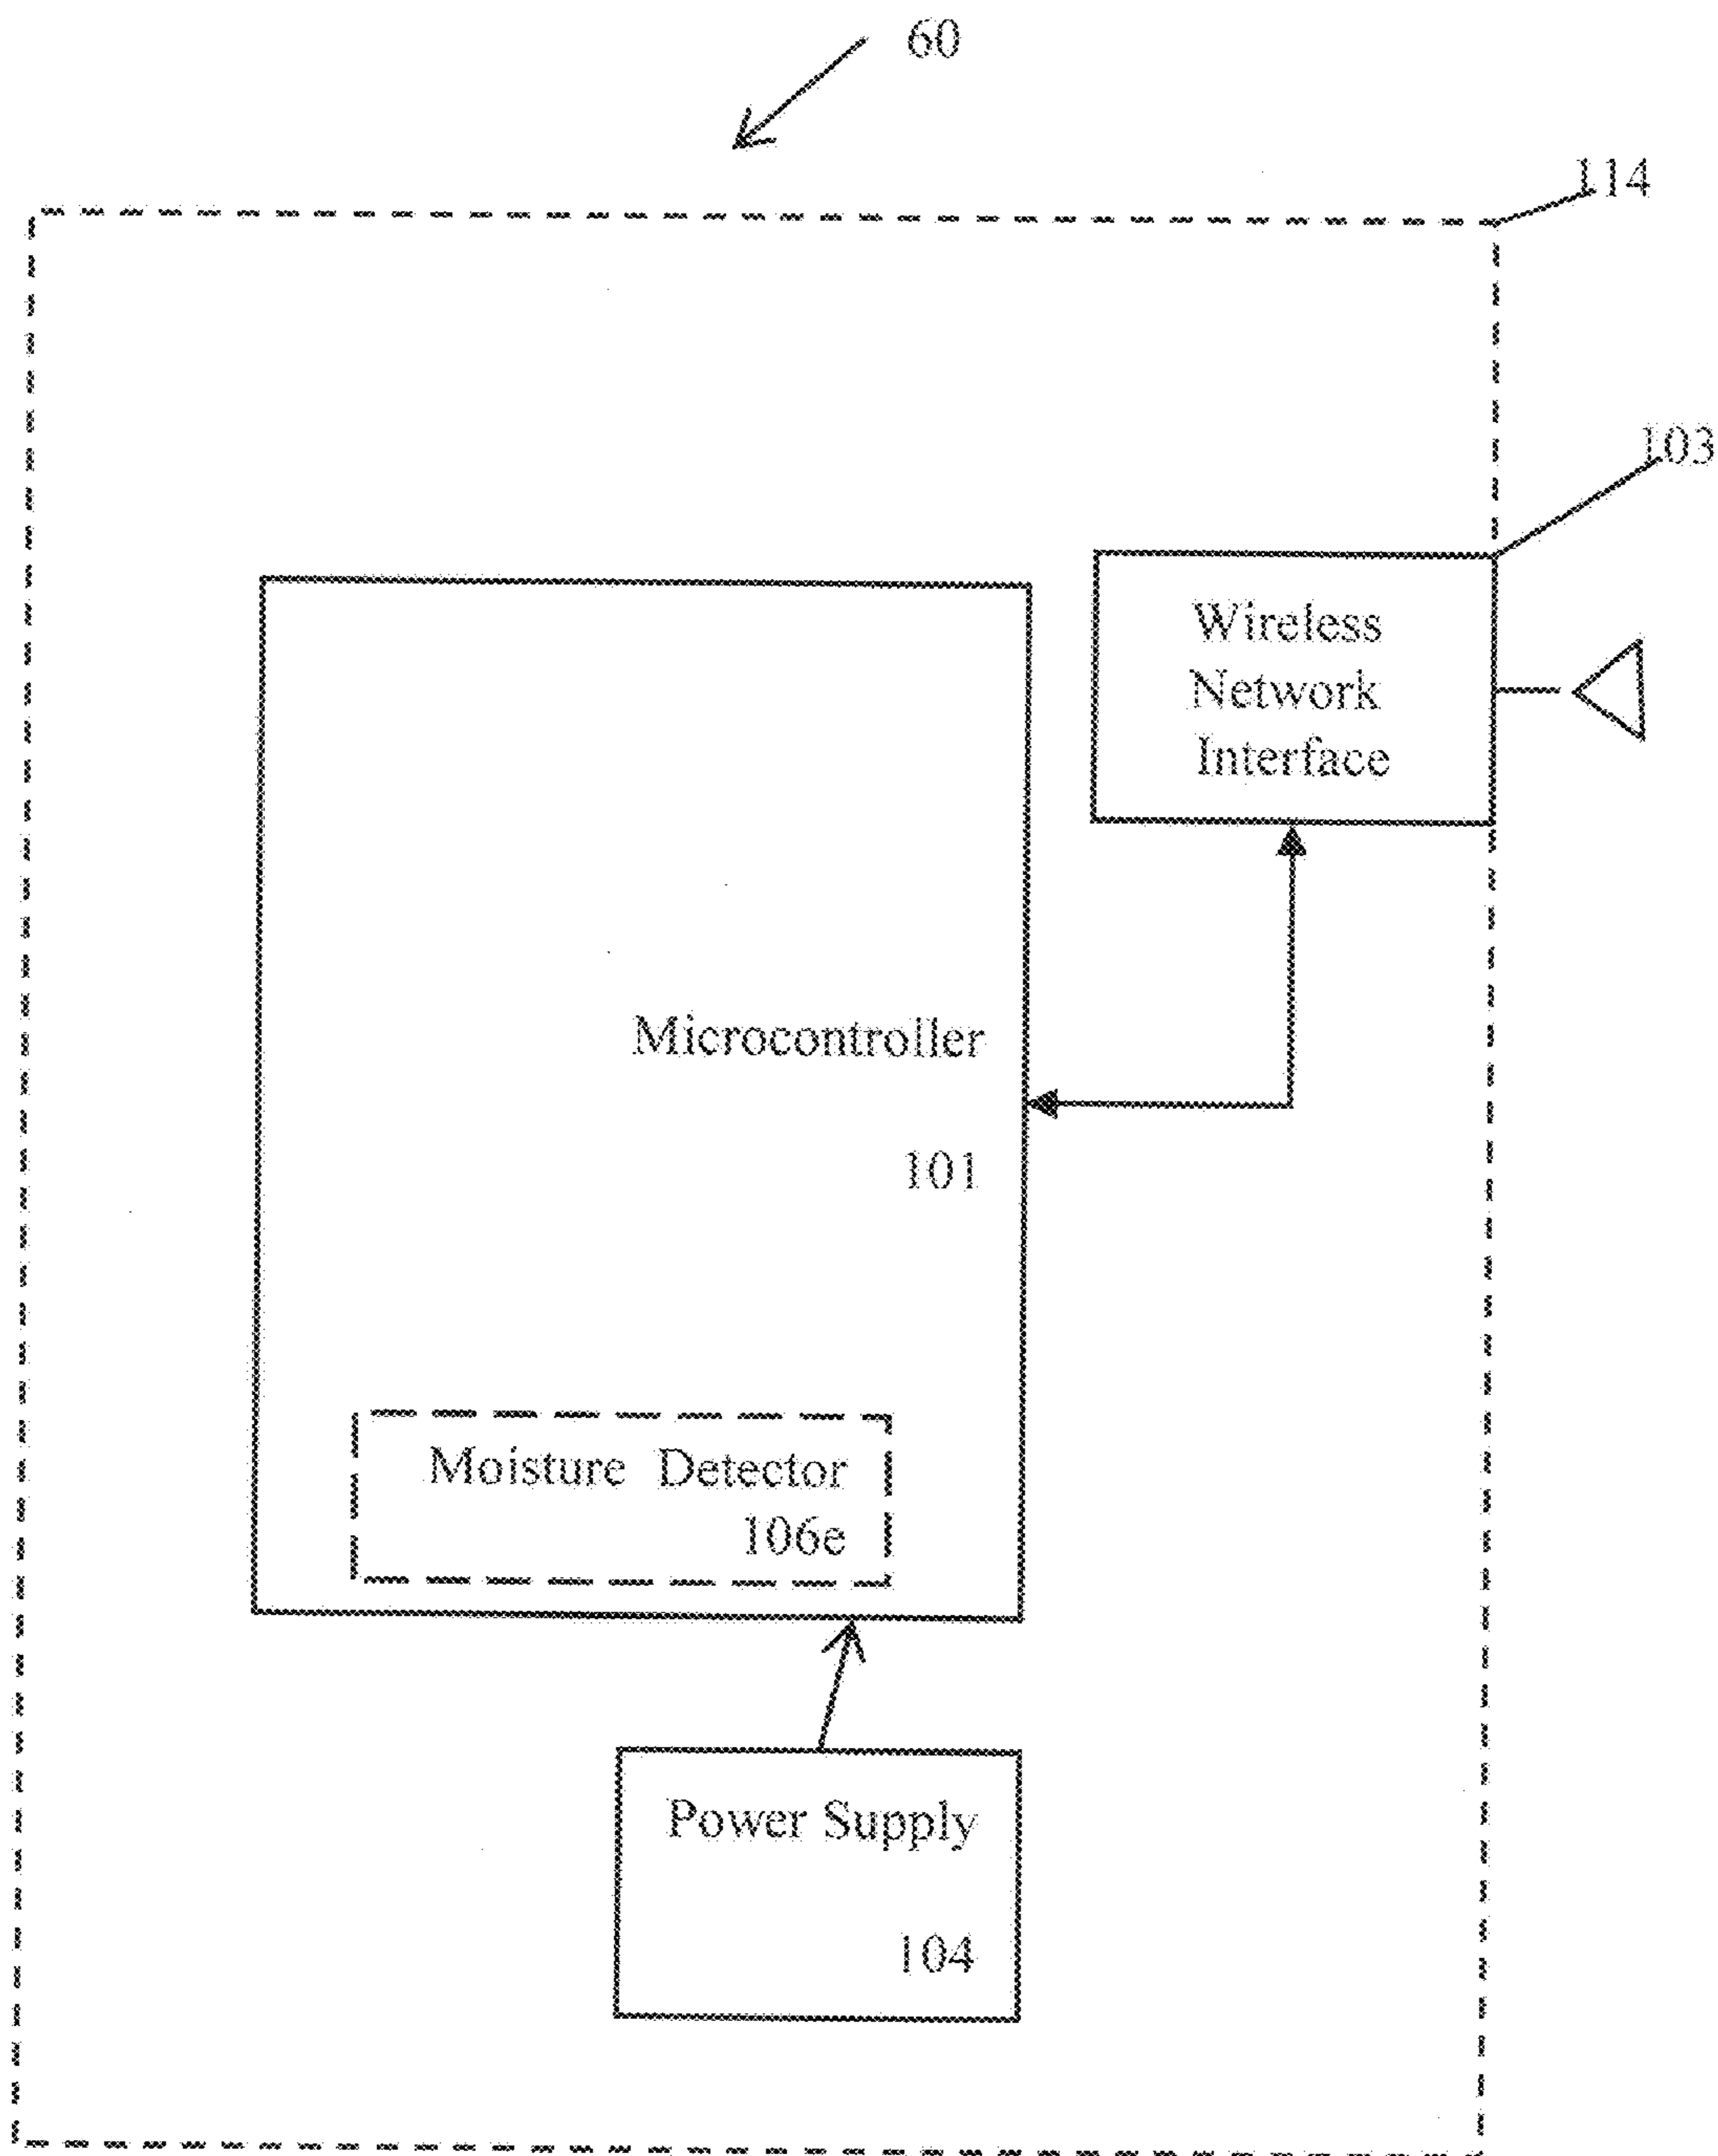 60
114
103
Wireless
Network
Interface
Microcontroller
101
Moisture Detector
106e
Power Supply
104